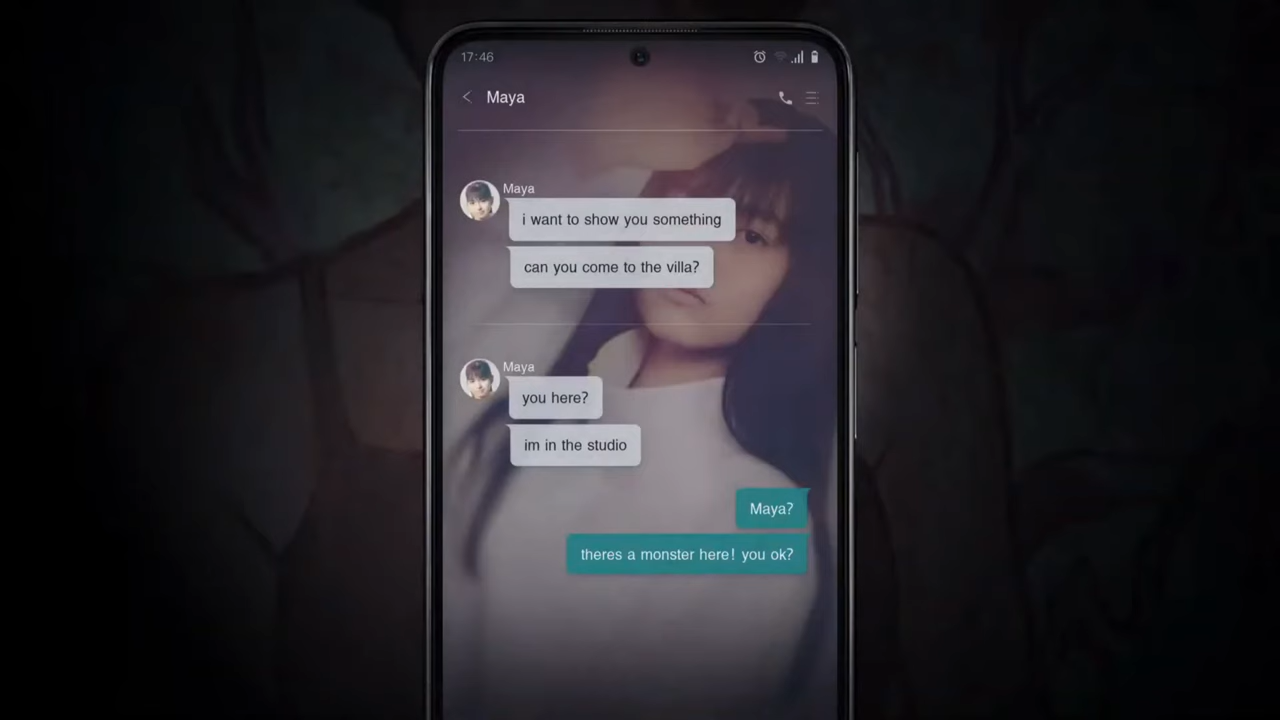 17:46
Maya
Maya
i want to show you something
can you come to the villa?
Maya
you here?
im in the studio
Maya?
theres a monster here! you ok?